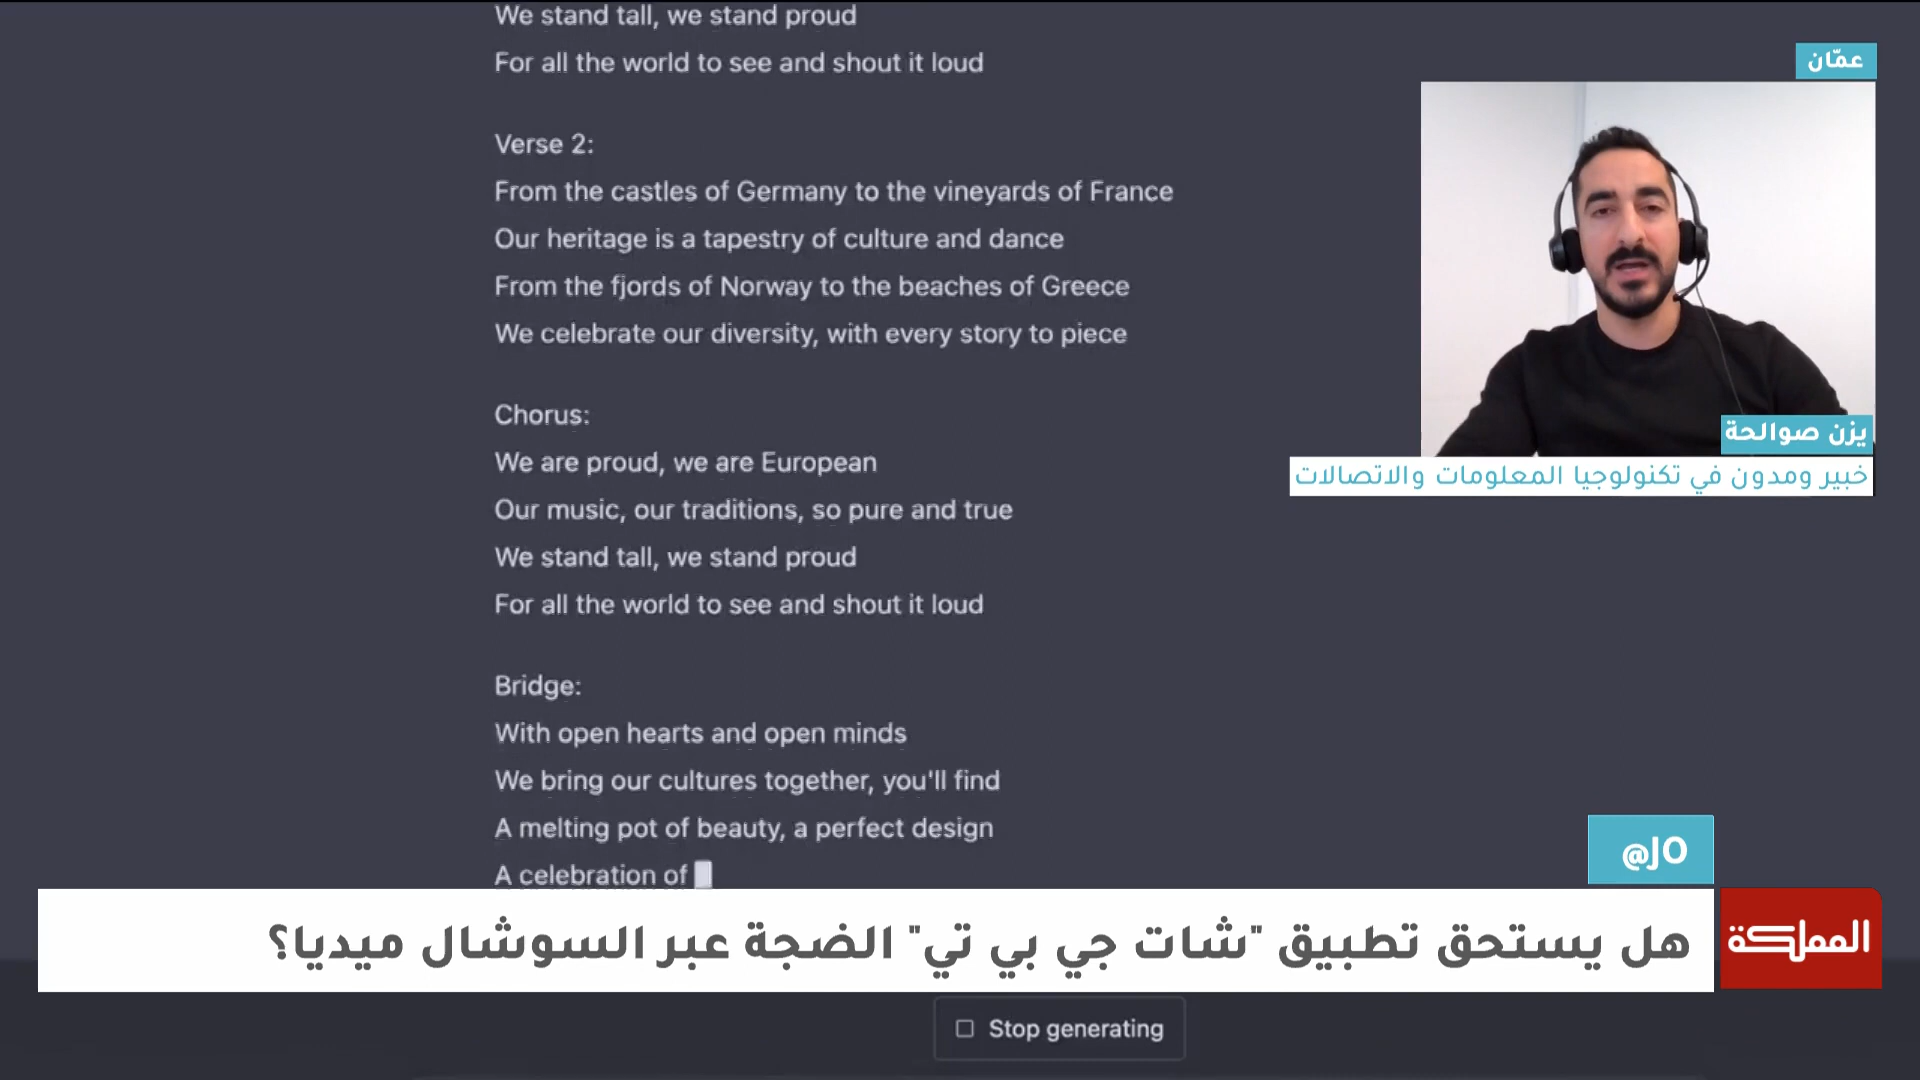 We stand tall, we stand proud
For all the world to see and shout it loud
Verse 2:
From the castles of Germany to the vineyards of France
Our heritage is a tapestry of culture and dance
From the fjords of Norway to the beaches of Greece
We celebrate our diversity, with every story to piece
Chorus:
We are proud, we are European
Our music, our traditions, so pure and true
We stand tall, we stand proud
For all the world to see and shout it loud
Bridge:
With open hearts and open minds
We bring our cultures together, you'll find
A melting pot of beauty, a perfect design
A celebration of
عمّان
يزن صوالحة
خبير ومدون في تكنولوجيا المعلومات والاتصالات
@JO
هل يستحق تطبيق "شات جي بي تي" الضجة عبر السوشال ميديا؟
المملكة
Stop generating